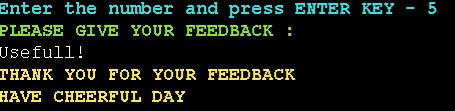 Enter the number and press ENTER KEY - 5
PLEASE GIVE YOUR FEEDBACK :
Usefull!
THANK YOU FOR YOUR FEEDBACK
HAVE CHEERFUL DAY